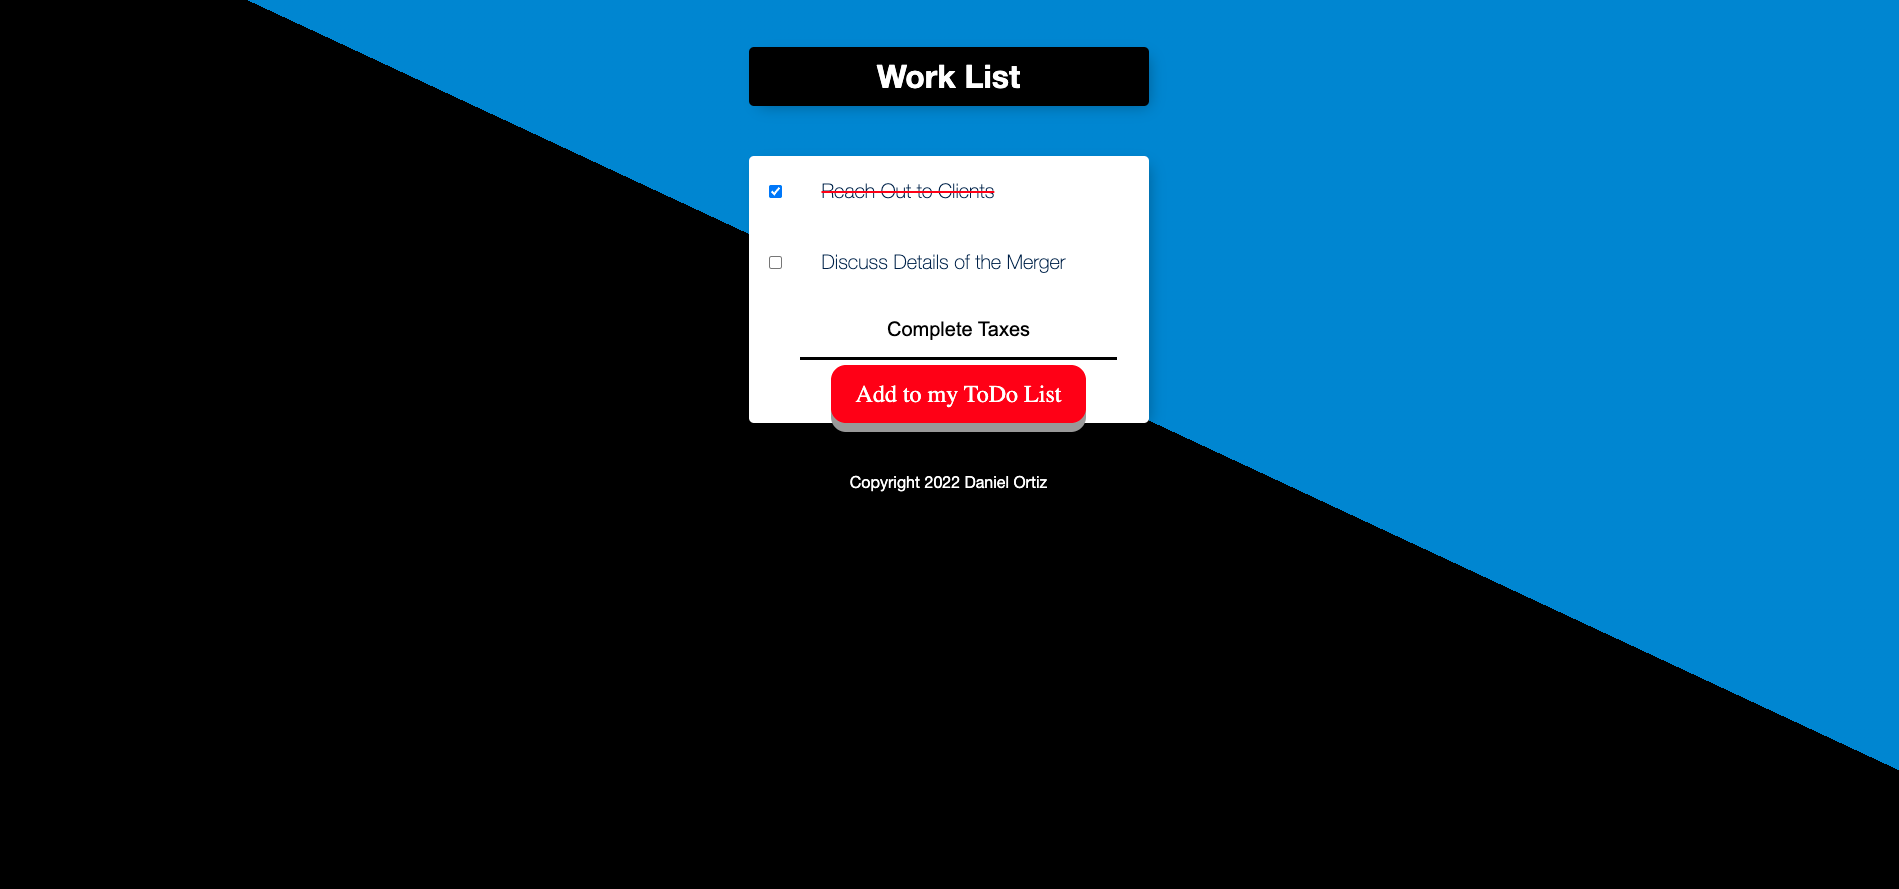 Work List
Reach Out to Clients
Discuss Details of the Merger
Complete Taxes
Add to my ToDo List
Copyright 2022 Daniel Ortiz